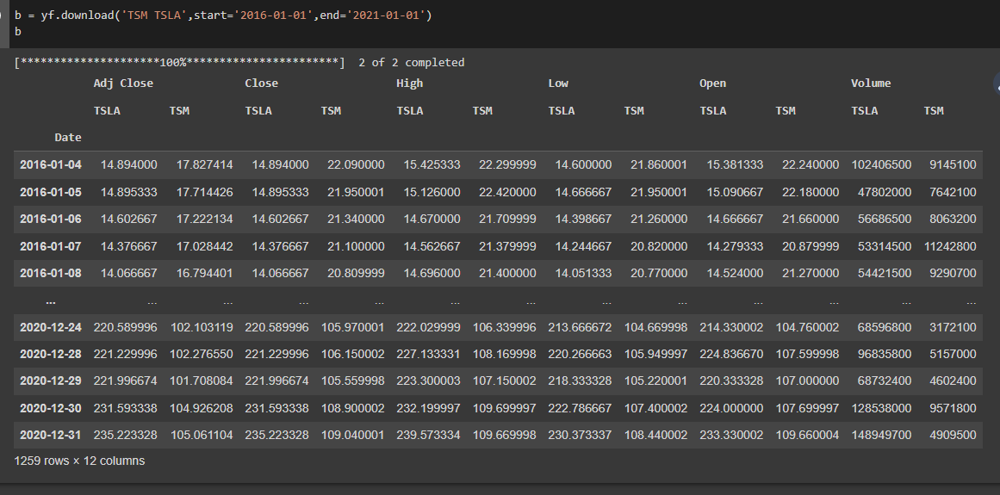 b = yf.download('TSM TSLA',start='2016-01-01',end='2021-01-01')
b
[*********************100%***********************]  2 of 2 completed
Adj Close Close High Low Open Volume
TSLA TSM TSLA TSM TSLA TSM TSLA TSM TSLA TSM TSLA TSM
Date
2016-01-04 14.894000 17.827414 14.894000 22.090000 15.425333 22.299999 14.600000 21.860001 15.381333 22.240000 102406500 9145100
2016-01-05 14.895333 17.714426 14.895333 21.950001 15.126000 22.420000 14.666667 21.950001 15.090667 22.180000 47802000 7642100
2016-01-06 14.602667 17.222134 14.602667 21.340000 14.670000 21.709999 14.398667 21.260000 14.666667 21.660000 56686500 8063200
2016-01-07 14.376667 17.028442 14.376667 21.100000 14.562667 21.379999 14.244667 20.820000 14.279333 20.879999 53314500 11242800
2016-01-08 14.066667 16.794401 14.066667 20.809999 14.696000 21.400000 14.051333 20.770000 14.524000 21.270000 54421500 9290700
... ... ... ... ... ... ... ... ... ... ... ... ...
2020-12-24 220.589996 102.103119 220.589996 105.970001 222.029999 106.339996 213.666672 104.669998 214.330002 104.760002 68596800 3172100
2020-12-28 221.229996 102.276550 221.229996 106.150002 227.133331 108.169998 220.266663 105.949997 224.836670 107.599998 96835800 5157000
2020-12-29 221.996674 101.708084 221.996674 105.559998 223.300003 107.150002 218.333328 105.220001 220.333328 107.000000 68732400 4602400
2020-12-30 231.593338 104.926208 231.593338 108.900002 232.199997 109.699997 222.786667 107.400002 224.000000 107.699997 128538000 9571800
2020-12-31 235.223328 105.061104 235.223328 109.040001 239.573334 109.669998 230.373337 108.440002 233.330002 109.660004 148949700 4909500
1259 rows × 12 columns